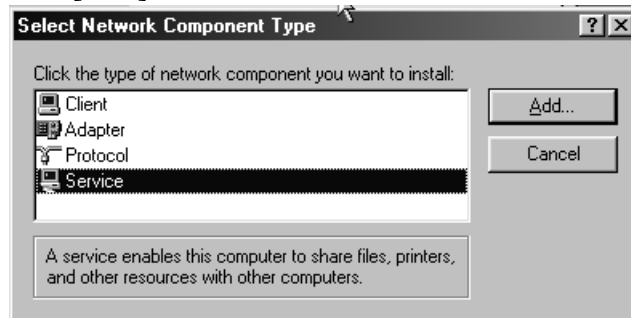 Select Network Component Type
? ×
Click the type of network component you want to install:
Client
Adapter
Protocol
Service
Add...
Cancel
A service enables this computer to share files, printers,
and other resources with other computers.